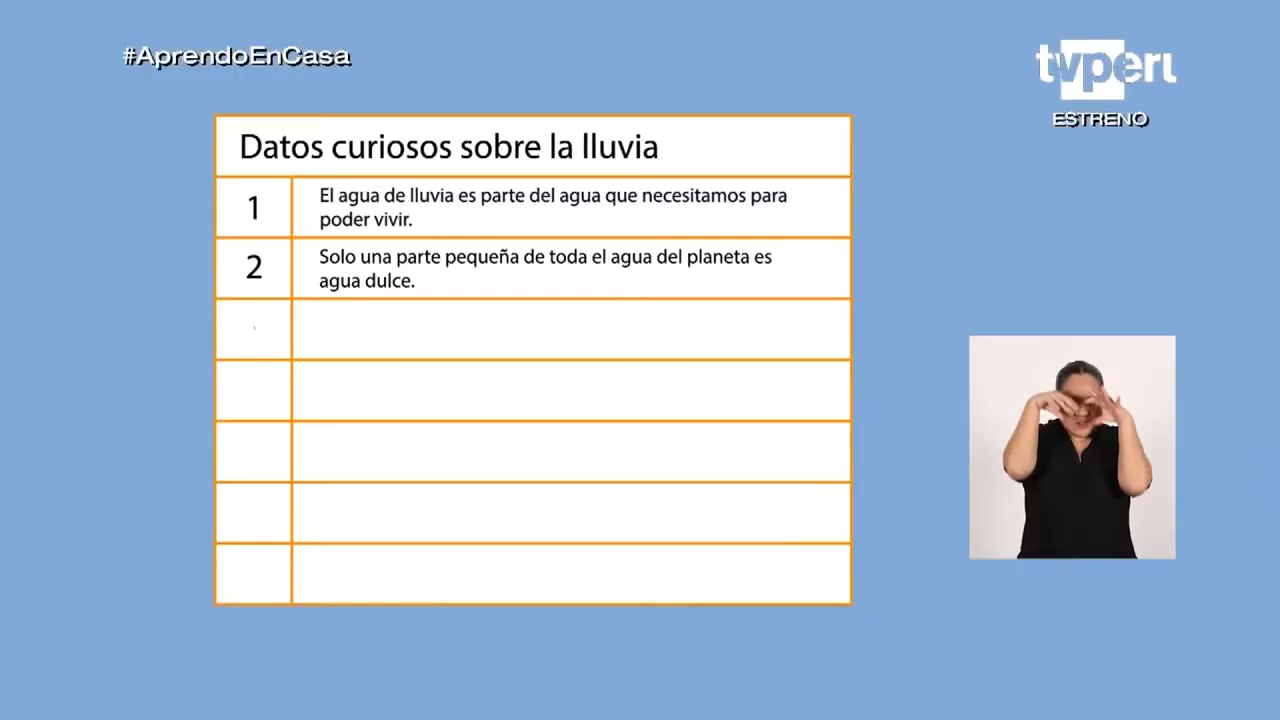 #AprendoEnCasa
tvperu
ESTRENO
Datos curiosos sobre la lluvia
1
El agua de lluvia es parte del agua que necesitamos para
poder vivir.
2
Solo una parte pequeña de toda el agua del planeta es
agua dulce.